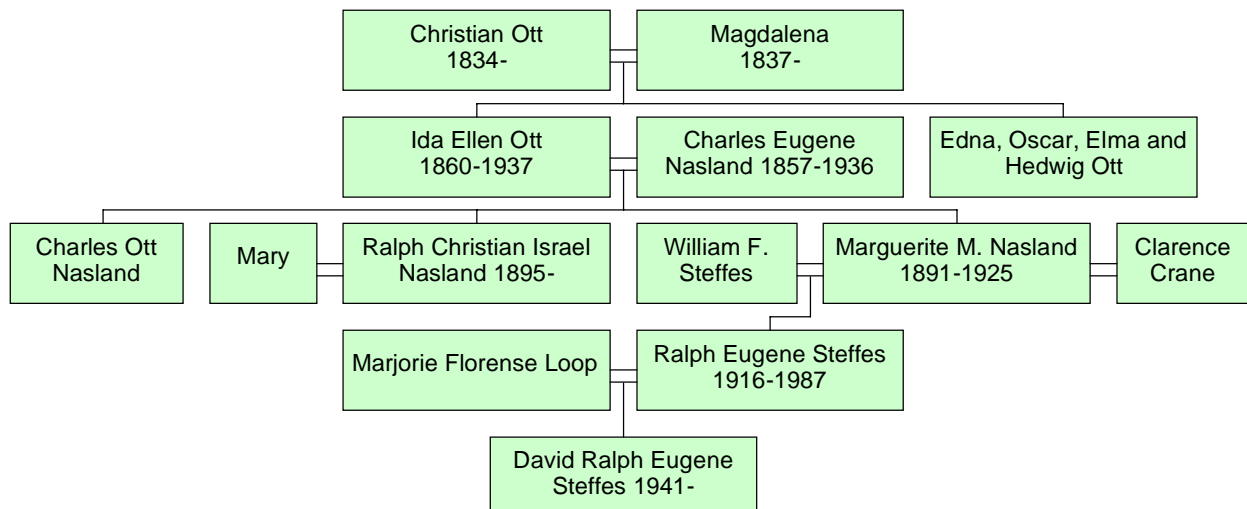 Christian Ott
1834-
Magdalena
1837-
Ida Ellen Ott
1860-1937
Charles Eugene
Nasland 1857-1936
Edna, Oscar, Elma and
Hedwig Ott
Charles Ott
Nasland
Mary
Ralph Christian Israel
Nasland 1895-
William F.
Steffes
Marguerite M. Nasland
1891-1925
Clarence
Crane
Marjorie Florense Loop
Ralph Eugene Steffes
1916-1987
David Ralph Eugene
Steffes 1941-